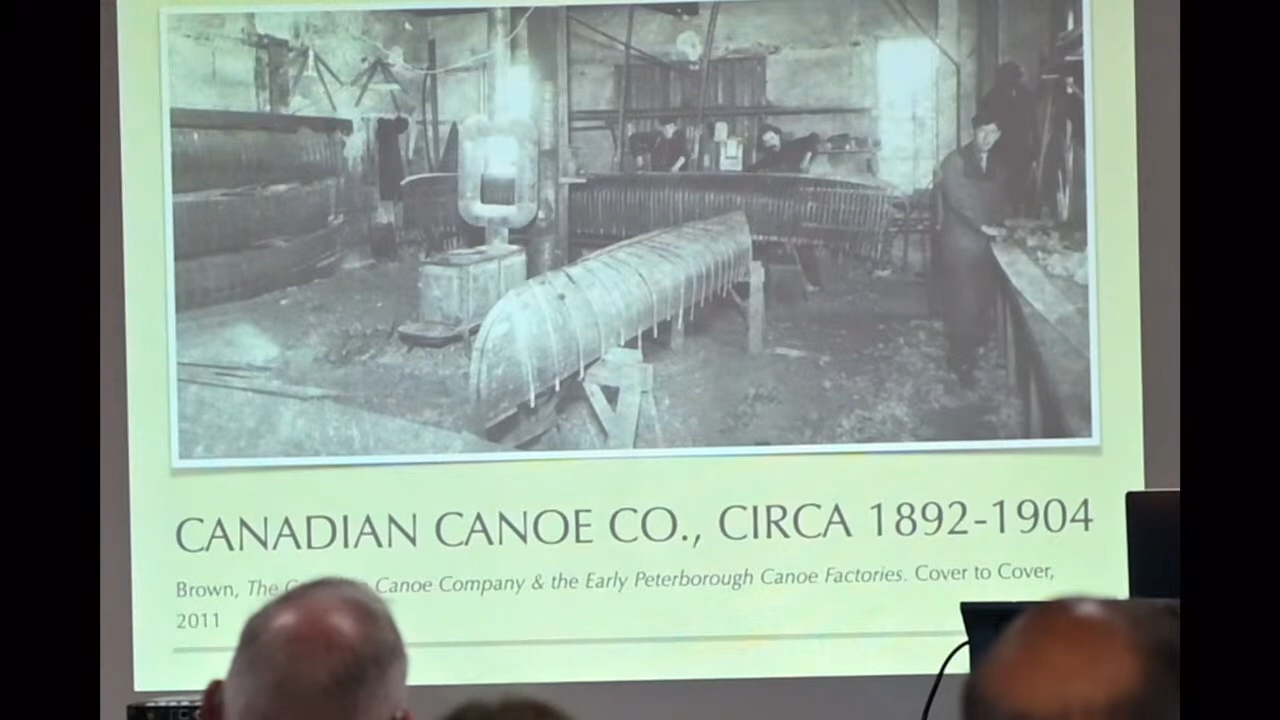 CANADIAN CANOE CO., CIRCA 1892-1904
Brown, The Canoe Company & the Early Peterborough Canoe Factories. Cover to Cover,
2011